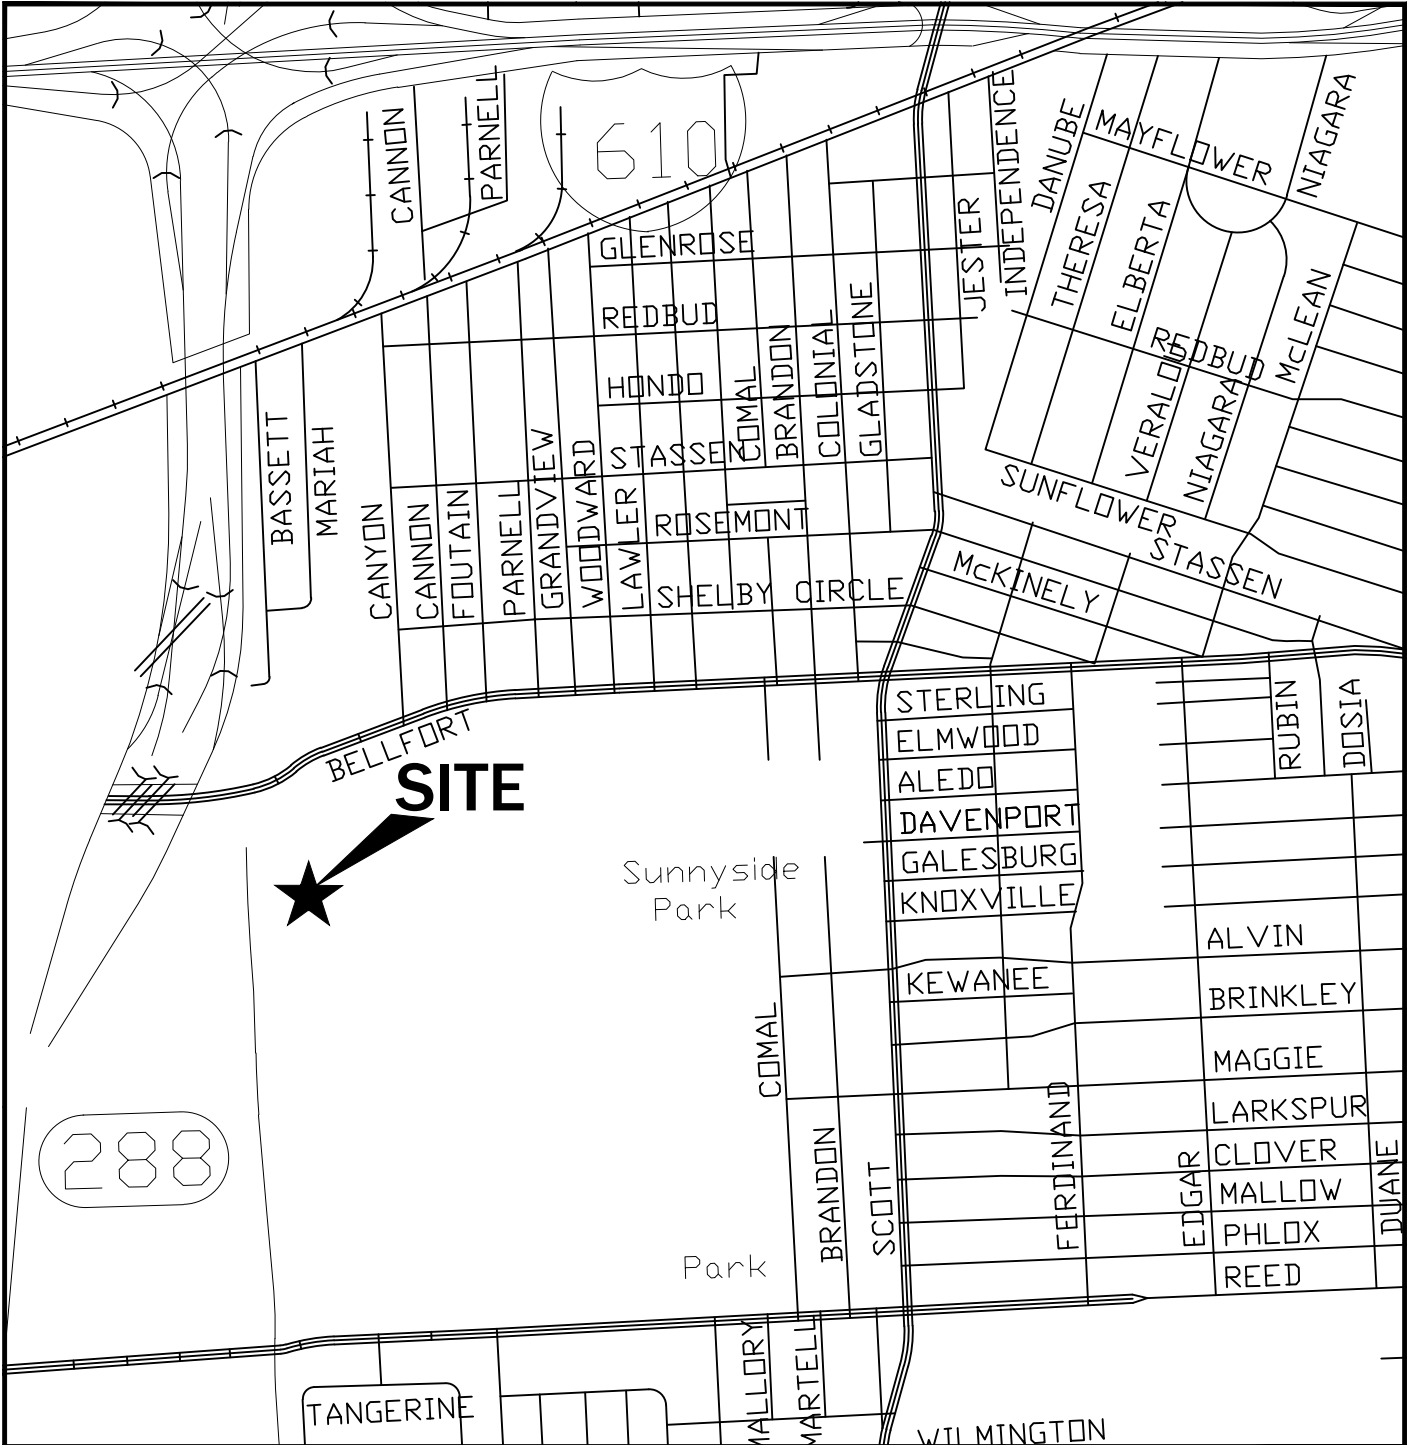 CANNON
PARNELL
610
INDEPENDENCE
DANUBE
MAYFLOWER
NIAGARA
JESTER
THERESA
ELBERTA
GLENROSE
REDBUD
HONDO
STASSEN
COMAL
BRANDON
COLONIAL
GLADSTONE
REDBUD
McLEAN
VERALO
NIAGARA
BASSETT
MARIAH
CANYON
CANNON
FOUTAIN
PARNELL
GRANDVIEW
WOODWARD
LAWLER
ROSEMONT
SHELBY CIRCLE
SUNFLOWER
STASSEN
McKINELY
BELLFORT
SITE
STERLING
ELMWOOD
ALEDO
DAVENPORT
GALESBURG
KNOXVILLE
RUBIN
DOSIA
Sunnyside
Park
KEWANEE
ALVIN
BRINKLEY
MAGGIE
LARKSPUR
CLOVER
MALLOW
PHLOX
REED
COMAL
BRANDON
SCOTT
FERDINAND
EDGAR
DUANE
288
Park
TANGERINE
MALLORY
MARTELL
WILMINGTON